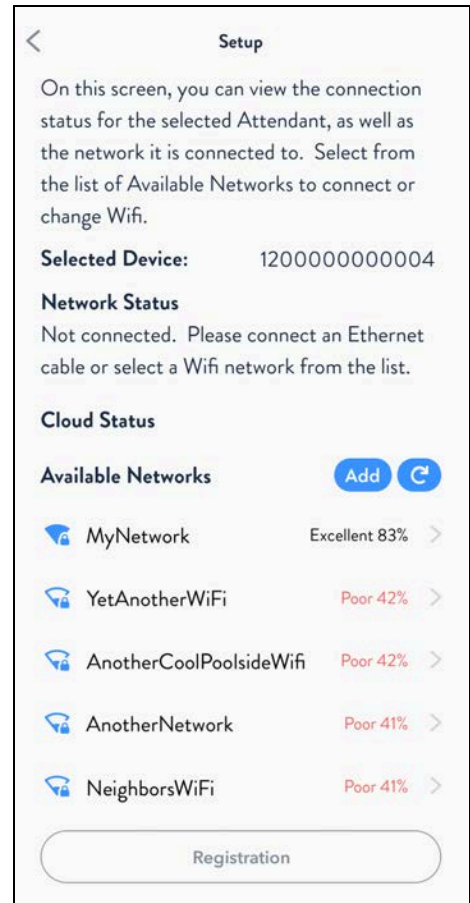 Setup
On this screen, you can view the connection
status for the selected Attendant, as well as
the network it is connected to. Select from
the list of Available Networks to connect or
change Wifi.
Selected Device: 1200000000004
Network Status
Not connected. Please connect an Ethernet
cable or select a Wifi network from the list.
Cloud Status
Available Networks Add
MyNetwork Excellent 83%
YetAnotherWiFi Poor 42%
AnotherCoolPoolsideWifi Poor 42%
AnotherNetwork Poor 41%
NeighborsWiFi Poor 41%
Registration